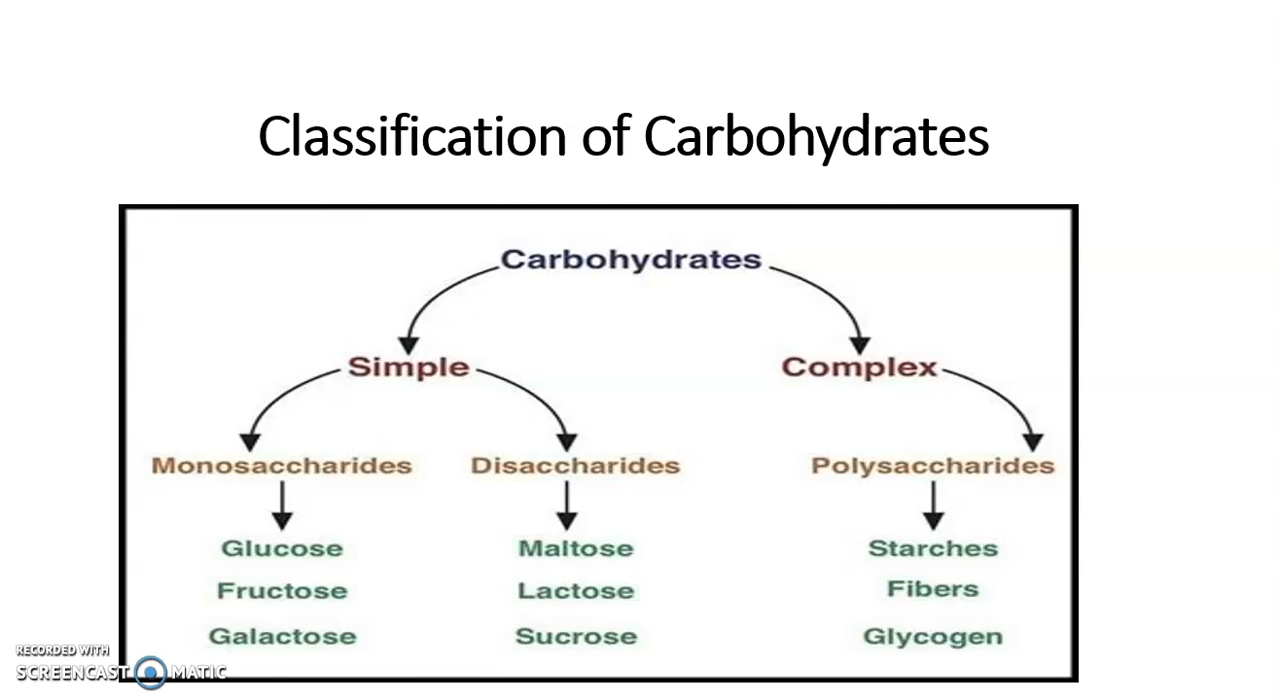 Classification of Carbohydrates
Carbohydrates
Simple Complex
Monosaccharides Disaccharides Polysaccharides
Glucose Maltose Starches
Fructose Lactose Fibers
Galactose Sucrose Glycogen
RECORDED WITH
SCREENCAST MATIC